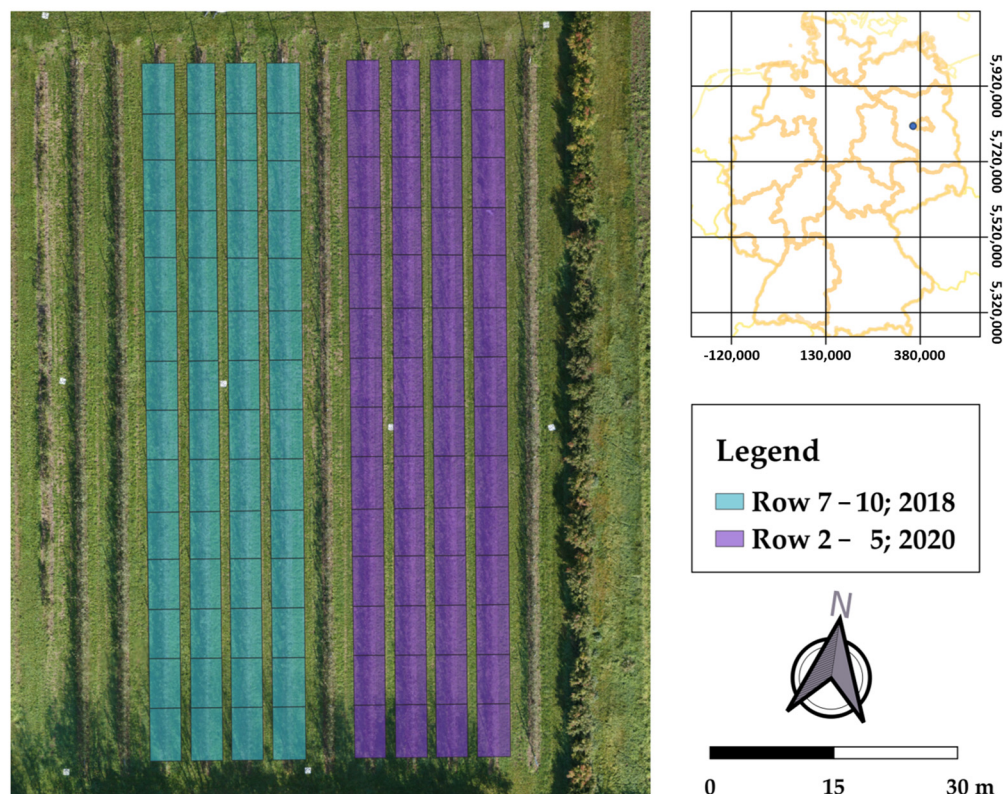 5,920,000
5,720,000
5,520,000
5,320,000
-120,000 130,000 380,000
Legend
Row 7 – 10; 2018
Row 2 – 5; 2020
N
0 15 30 m